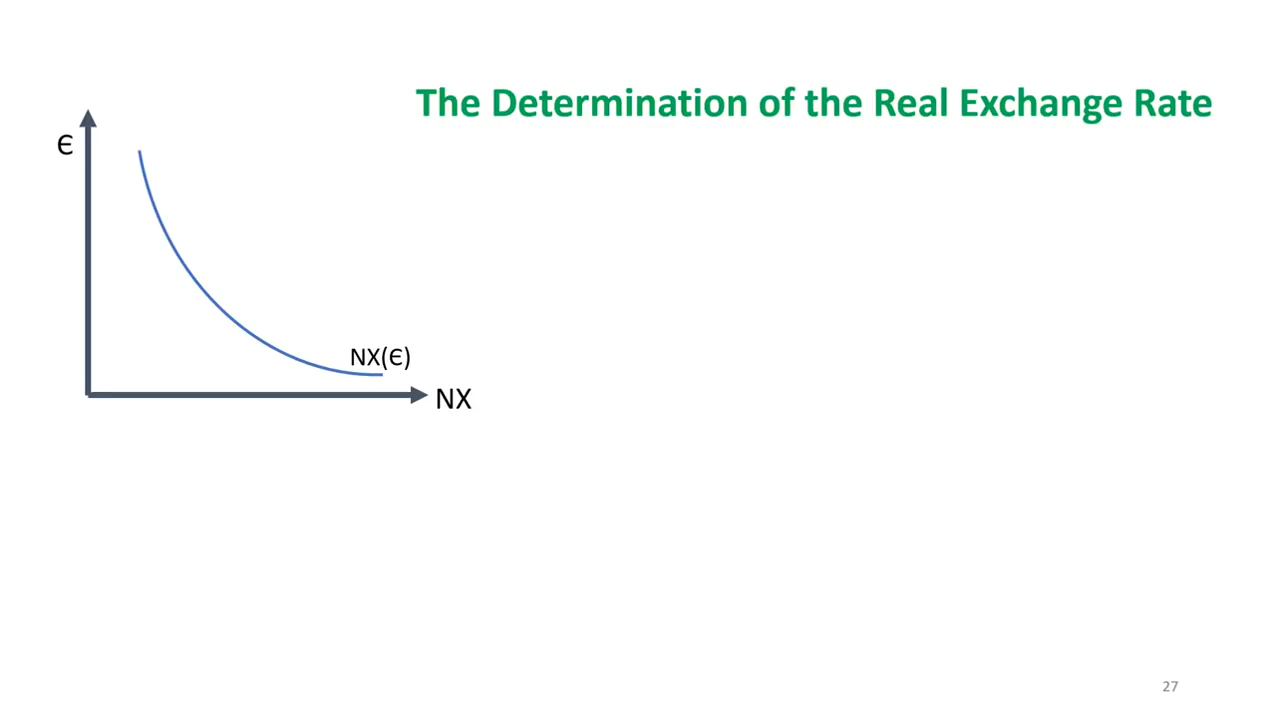 The Determination of the Real Exchange Rate
Є
NX(Є)
NX
27